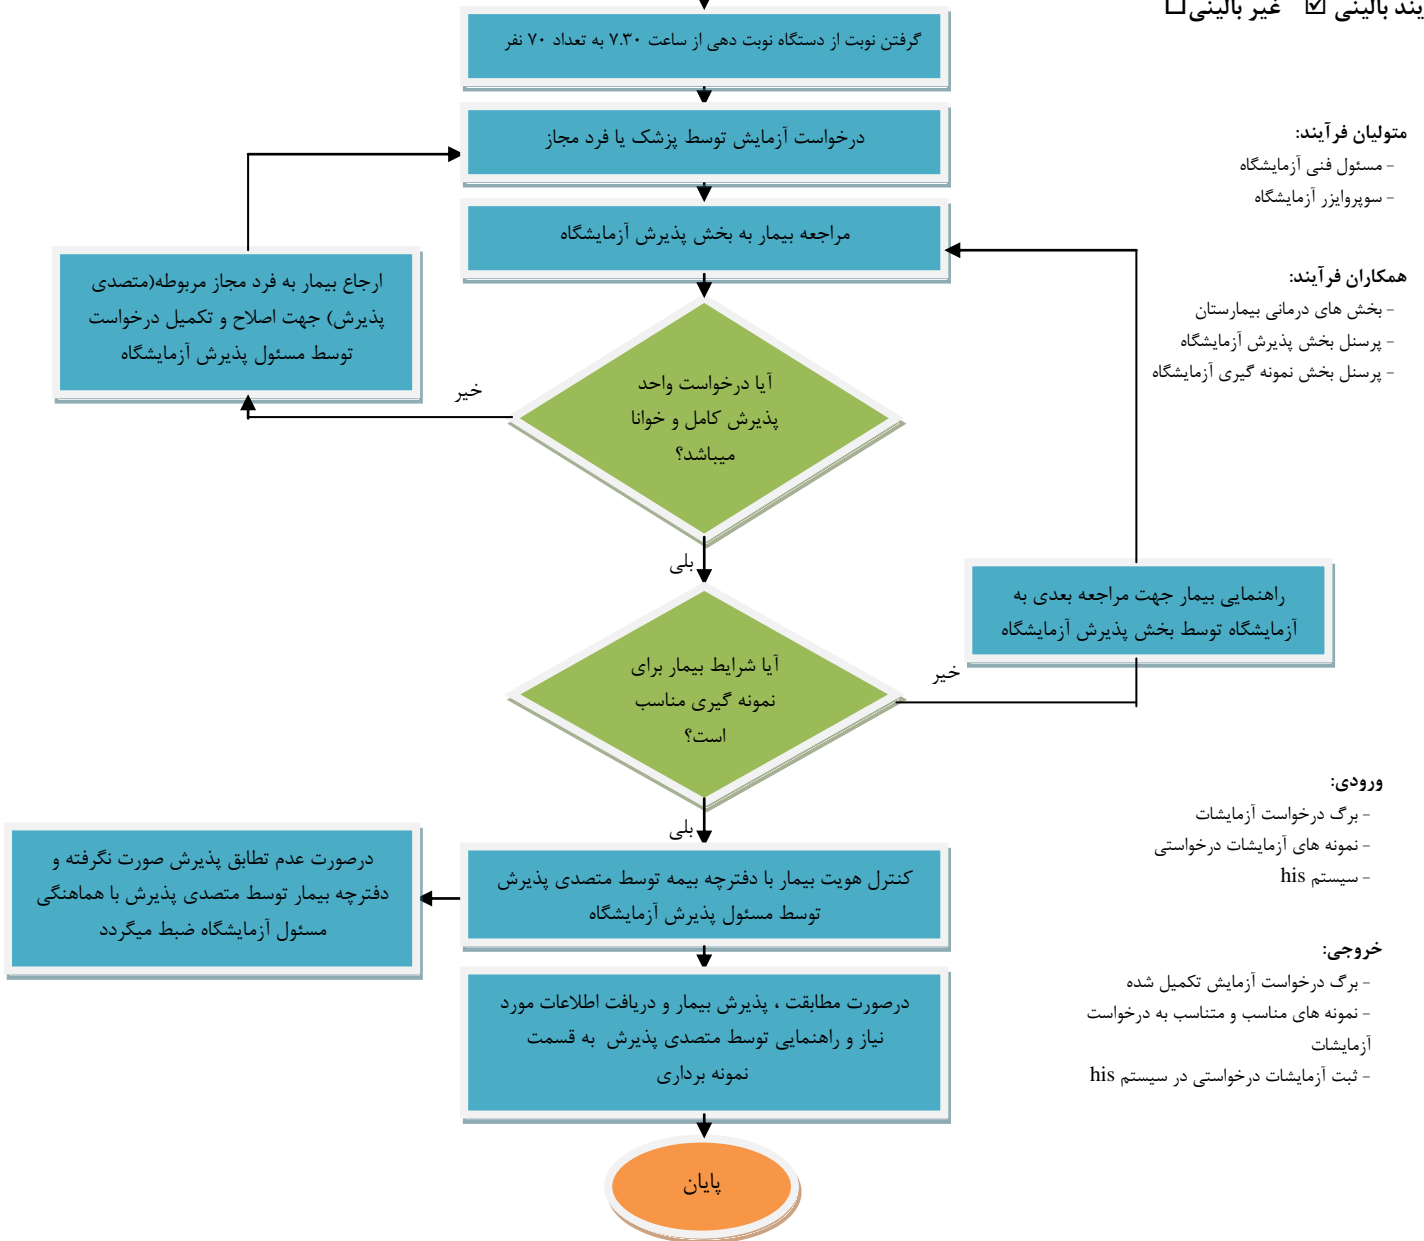 یند بالینی ☑ غیر بالینی □
گرفتن نوبت از دستگاه نوبت دهی از ساعت ۷.۳۰ به تعداد ۷۰ نفر
درخواست آزمایش توسط پزشک یا فرد مجاز
متولیان فرآیند:
- مسئول فنی آزمایشگاه
- سوپروایزر آزمایشگاه
مراجعه بیمار به بخش پذیرش آزمایشگاه
ارجاع بیمار به فرد مجاز مربوطه(متصدی
پذیرش) جهت اصلاح و تکمیل درخواست
توسط مسئول پذیرش آزمایشگاه
همکاران فرآیند:
- بخش های درمانی بیمارستان
- پرسنل بخش پذیرش آزمایشگاه
- پرسنل بخش نمونه گیری آزمایشگاه
آیا درخواست واحد
پذیرش کامل و خوانا
میباشد؟
خیر
بلی
راهنمایی بیمار جهت مراجعه بعدی به
آزمایشگاه توسط بخش پذیرش آزمایشگاه
آیا شرایط بیمار برای
نمونه گیری مناسب
است؟
خیر
بلی
ورودی:
- برگ درخواست آزمایشات
- نمونه های آزمایشات درخواستی
- سیستم his
کنترل هویت بیمار با دفترچه بیمه توسط متصدی پذیرش
توسط مسئول پذیرش آزمایشگاه
درصورت عدم تطابق پذیرش صورت نگرفته و
دفترچه بیمار توسط متصدی پذیرش با هماهنگی
مسئول آزمایشگاه ضبط میگردد
خروجی:
- برگ درخواست آزمایش تکمیل شده
- نمونه های مناسب و متناسب به درخواست
آزمایشات
- ثبت آزمایشات درخواستی در سیستم his
درصورت مطابقت ، پذیرش بیمار و دریافت اطلاعات مورد
نیاز و راهنمایی توسط متصدی پذیرش به قسمت
نمونه برداری
پایان